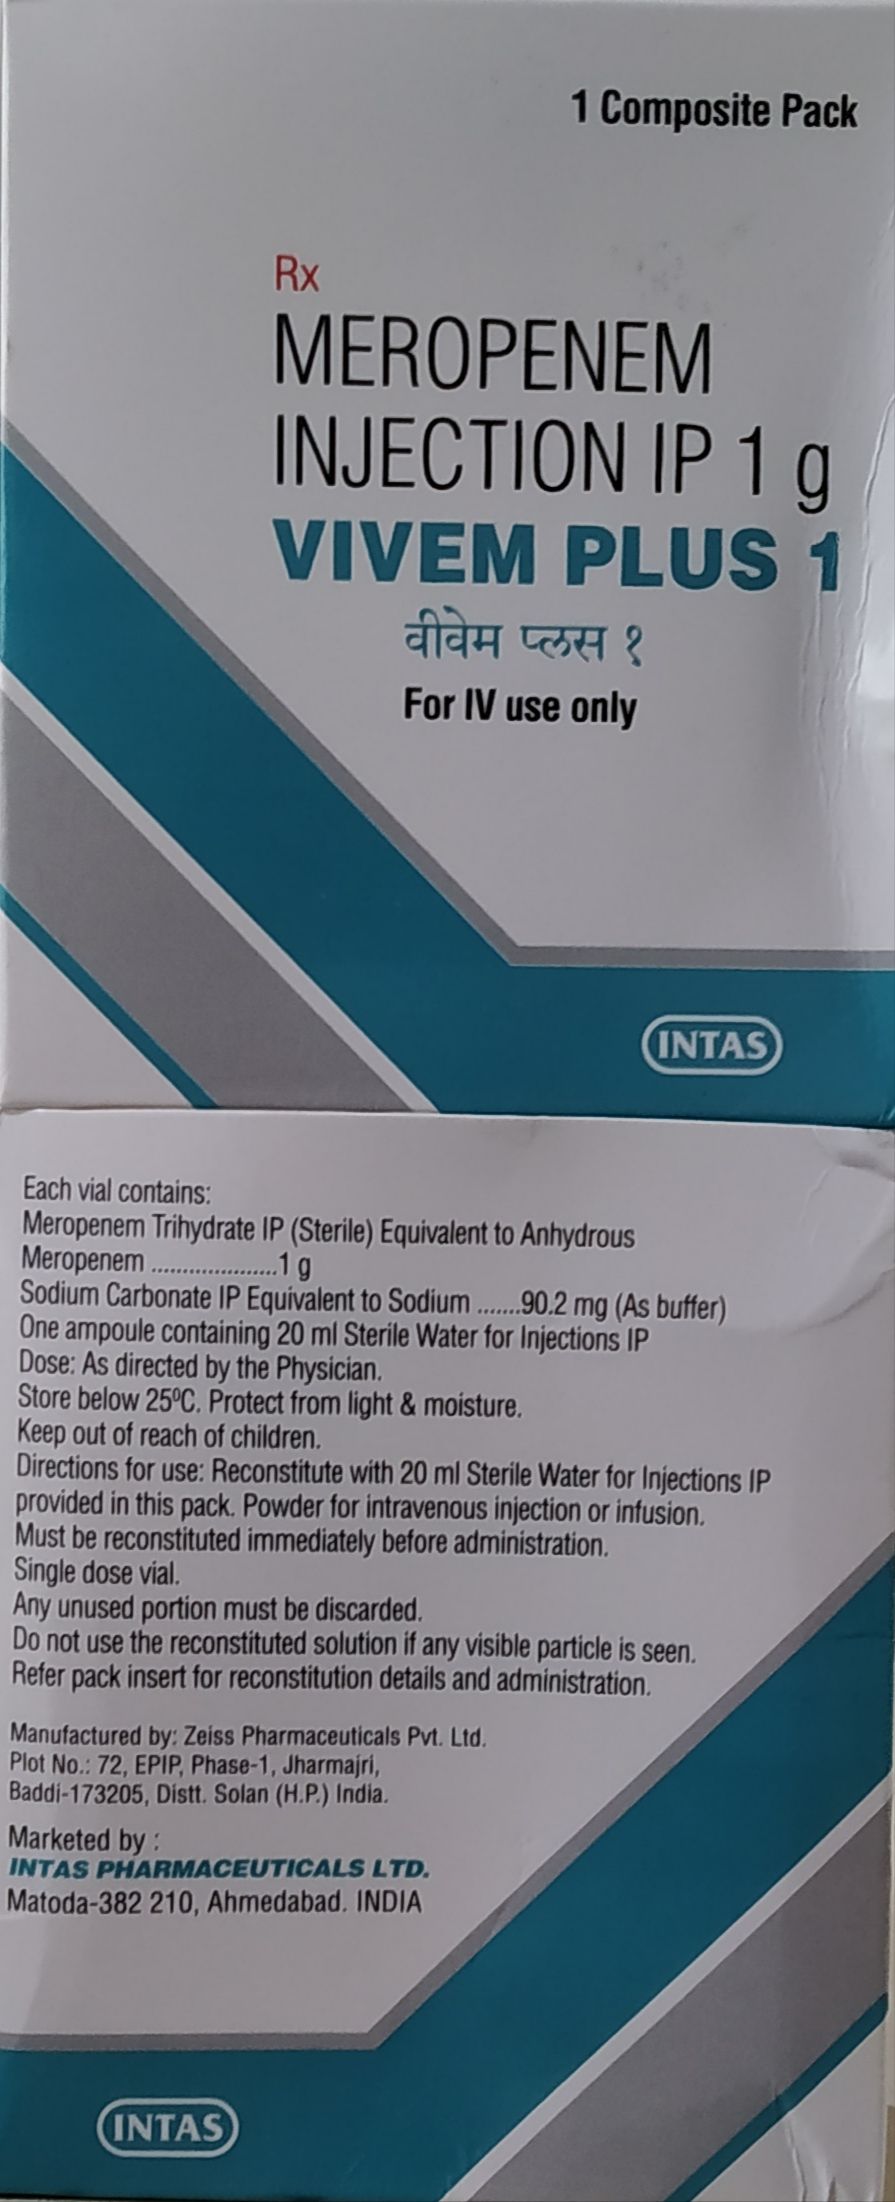 1 Composite Pack
Rx
MEROPENEM
INJECTION IP 1 g
VIVEM PLUS 1
वीवेम प्लस १
For IV use only
INTAS
Each vial contains:
Meropenem Trihydrate IP (Sterile) Equivalent to Anhydrous
Meropenem .....................1 g
Sodium Carbonate IP Equivalent to Sodium .......90.2 mg (As buffer)
One ampoule containing 20 ml Sterile Water for Injections IP
Dose: As directed by the Physician.
Store below 25⁰C. Protect from light & moisture.
Keep out of reach of children.
Directions for use: Reconstitute with 20 ml Sterile Water for Injections IP
provided in this pack. Powder for intravenous injection or infusion.
Must be reconstituted immediately before administration.
Single dose vial.
Any unused portion must be discarded.
Do not use the reconstituted solution if any visible particle is seen.
Refer pack insert for reconstitution details and administration.
Manufactured by: Zeiss Pharmaceuticals Pvt. Ltd.
Plot No.: 72, EPIP, Phase-1, Jharmajri,
Baddi-173205, Distt. Solan (H.P.) India.
Marketed by :
INTAS PHARMACEUTICALS LTD.
Matoda-382 210, Ahmedabad. INDIA
INTAS